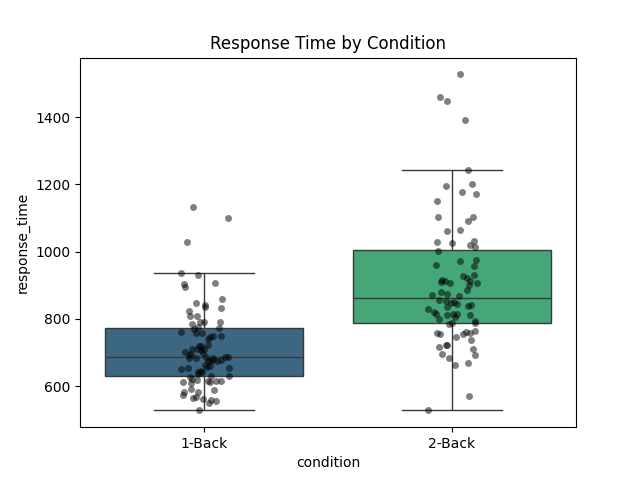 Response Time by Condition
response_time
1400
1200
1000
800
600
1-Back
2-Back
condition